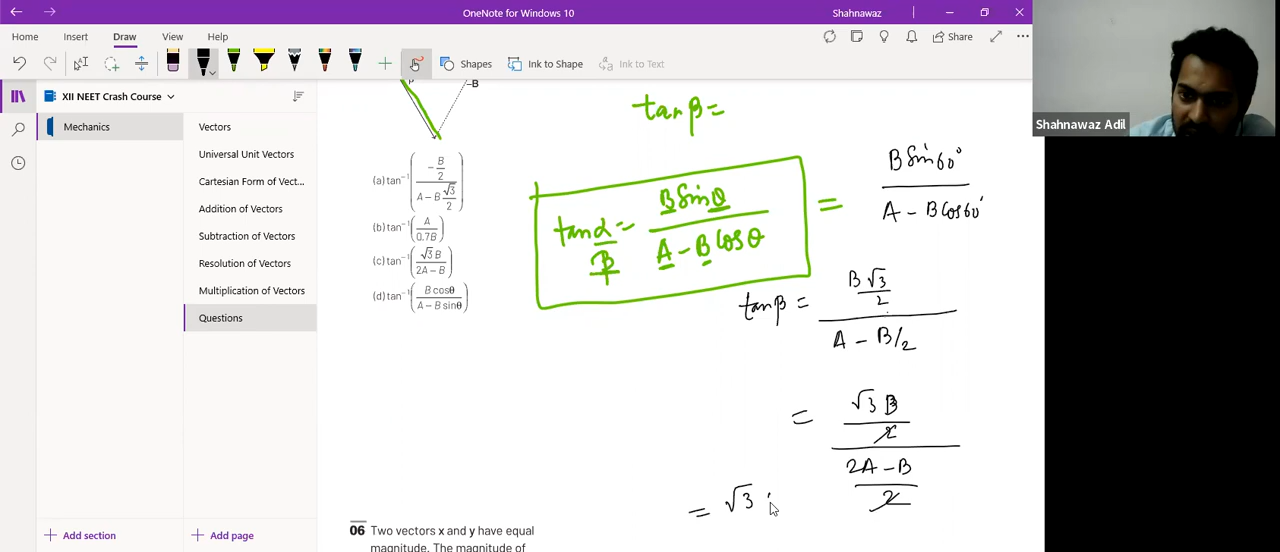 OneNote for Windows 10
Shahnawaz
Home Insert Draw View Help
Share
Shapes
Ink to Shape
Ink to Text
XII NEET Crash Course
Mechanics
Vectors
Universal Unit Vectors
Cartesian Form of Vect...
Addition of Vectors
Subtraction of Vectors
Resolution of Vectors
Multiplication of Vectors
Questions
Add section
Add page
–B
(a) tan⁻¹ ( (–B/2) / (A – B √3/2) )
(b) tan⁻¹ ( A / 0.7B )
(c) tan⁻¹ ( √3 B / (2A – B) )
(d) tan⁻¹ ( B cosθ / (A – B sinθ) )
06 Two vectors x and y have equal
magnitude. The magnitude of
tan β =
tan α/β = B sin θ / (A – B cos θ)
= B sin 60° / (A – B cos 60°)
tan β = (B √3/2) / (A – B/2)
= (√3 B / 2) / ((2A – B) / 2)
= √3
Shahnawaz Adil